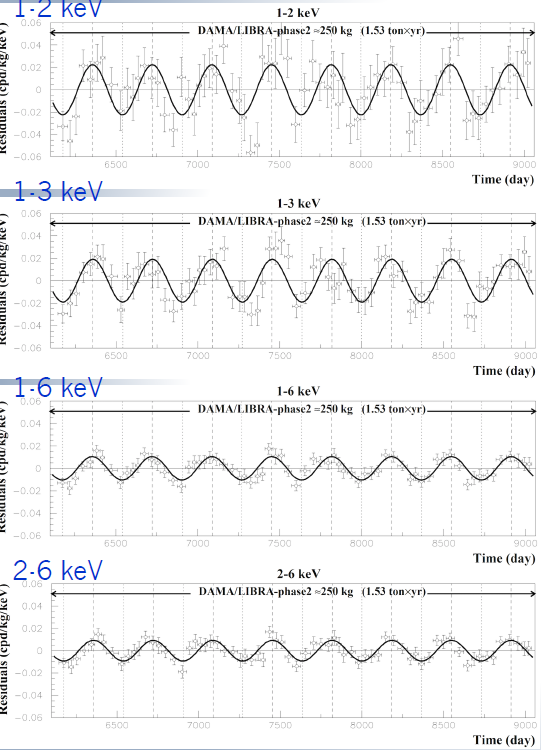 1-2 keV
1-2 keV
DAMA/LIBRA-phase2 ≈250 kg (1.53 ton×yr)
Residuals (cpd/kg/keV)
0.06
0.04
0.02
0
−0.02
−0.04
−0.06
6500 7000 7500 8000 8500 9000
Time (day)
1-3 keV
1-3 keV
DAMA/LIBRA-phase2 ≈250 kg (1.53 ton×yr)
Residuals (cpd/kg/keV)
0.06
0.04
0.02
0
−0.02
−0.04
−0.06
6500 7000 7500 8000 8500 9000
Time (day)
1-6 keV
1-6 keV
DAMA/LIBRA-phase2 ≈250 kg (1.53 ton×yr)
Residuals (cpd/kg/keV)
0.06
0.04
0.02
0
−0.02
−0.04
−0.06
6500 7000 7500 8000 8500 9000
Time (day)
2-6 keV
2-6 keV
DAMA/LIBRA-phase2 ≈250 kg (1.53 ton×yr)
Residuals (cpd/kg/keV)
0.06
0.04
0.02
0
−0.02
−0.04
−0.06
6500 7000 7500 8000 8500 9000
Time (day)